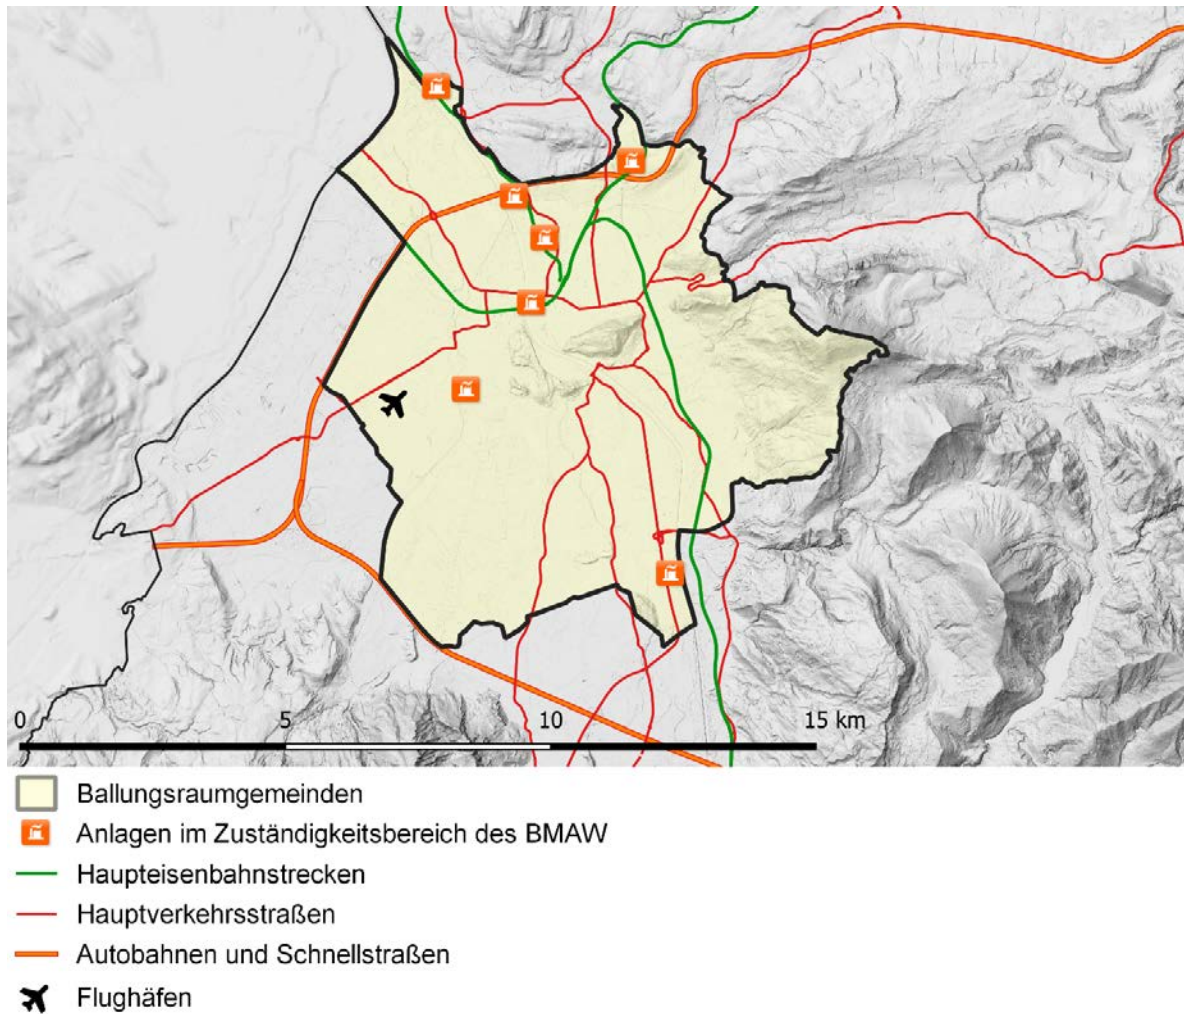 0 5 10 15 km
Ballungsraumgemeinden
Anlagen im Zuständigkeitsbereich des BMAW
Haupteisenbahnstrecken
Hauptverkehrsstraßen
Autobahnen und Schnellstraßen
Flughäfen